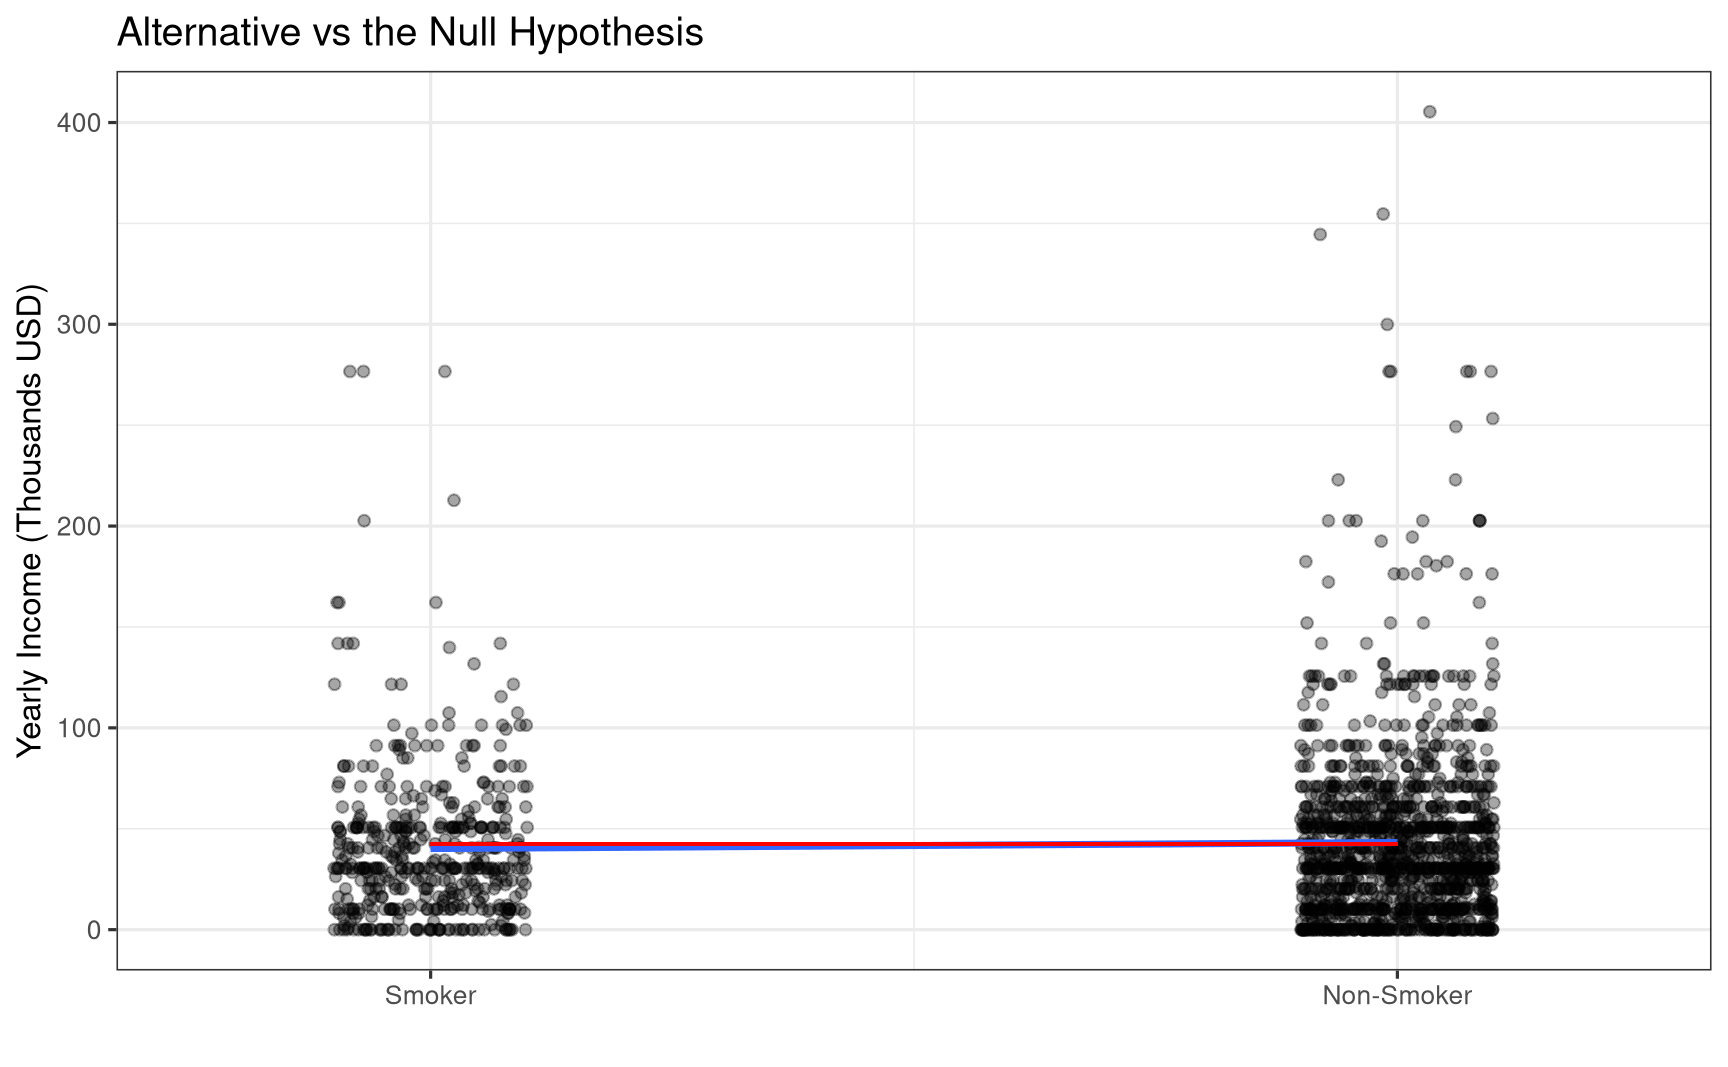 Alternative vs the Null Hypothesis
Yearly Income (Thousands USD)
400
300
200
100
0
Smoker
Non-Smoker